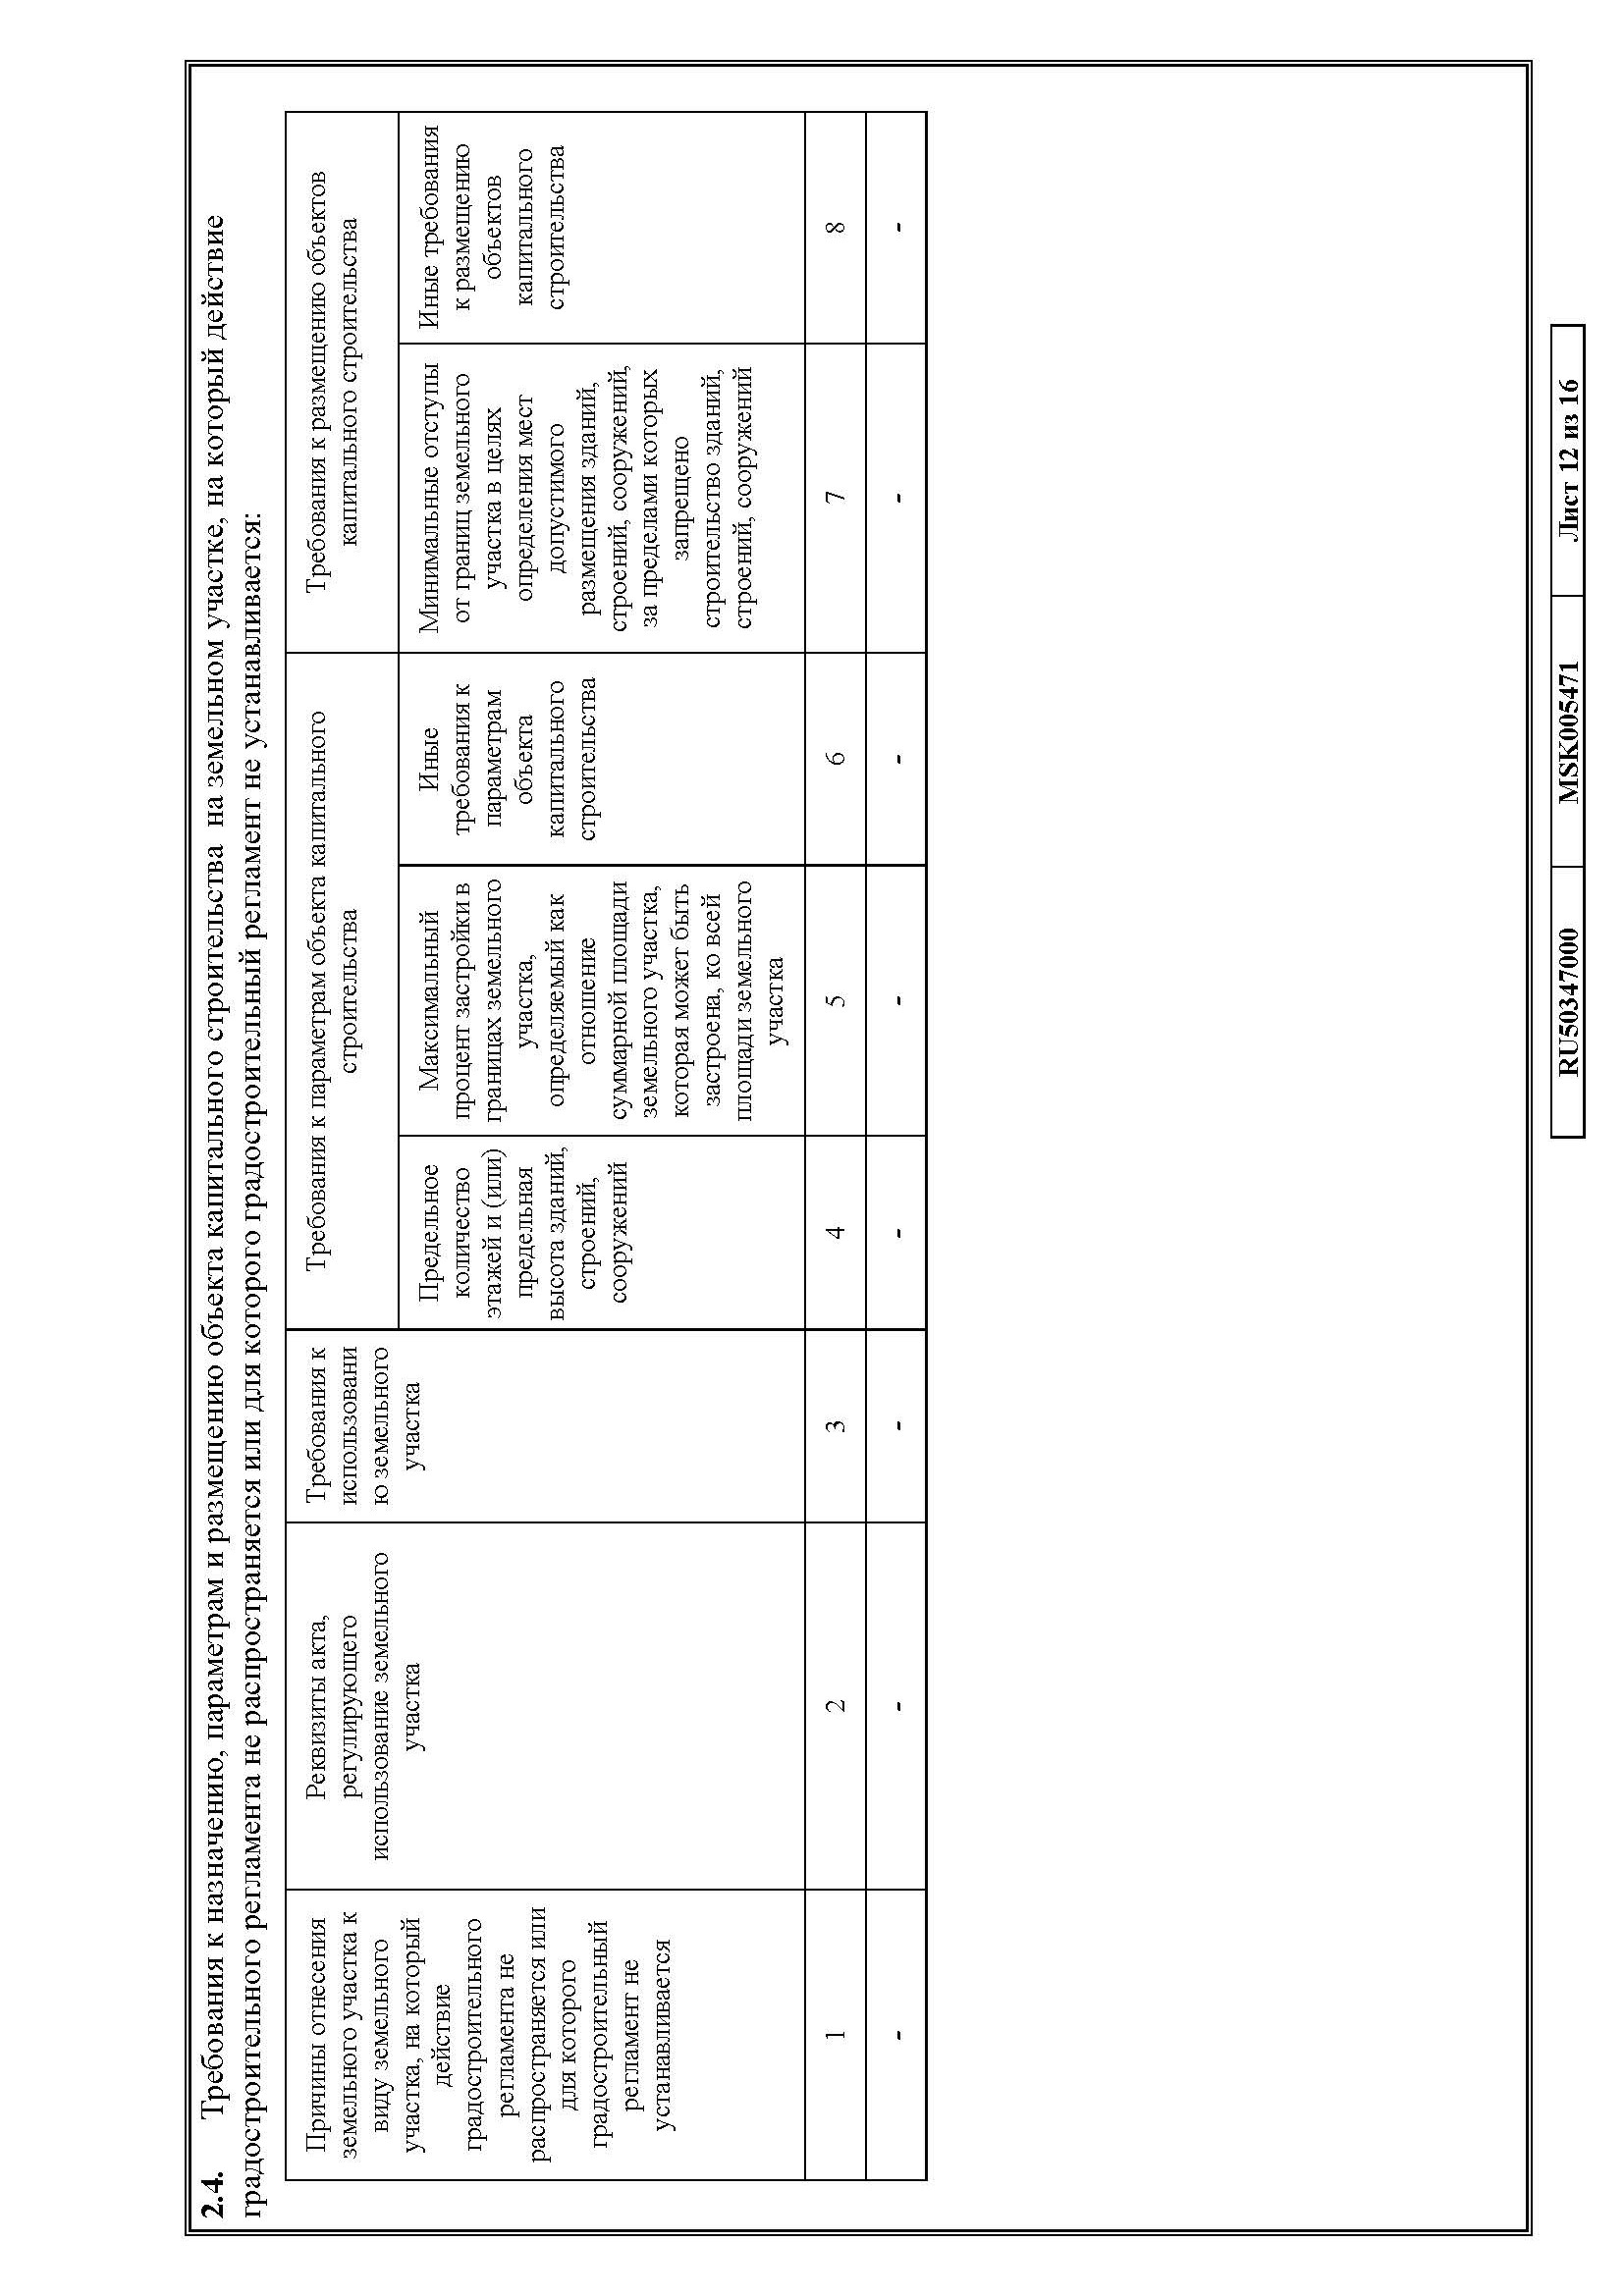 2.4. Требования к назначению, параметрам и размещению объекта капитального строительства на земельном участке, на который действие
градостроительного регламента не распространяется или для которого градостроительный регламент не устанавливается:
Причины отнесения
земельного участка к
виду земельного
участка, на который
действие
градостроительного
регламента не
распространяется или
для которого
градостроительный
регламент не
устанавливается
Реквизиты акта,
регулирующего
использование земельного
участка
Требования к
использовани
ю земельного
участка
Требования к параметрам объекта капитального
строительства
Требования к размещению объектов
капитального строительства
Предельное
количество
этажей и (или)
предельная
высота зданий,
строений,
сооружений
Максимальный
процент застройки в
границах земельного
участка,
определяемый как
отношение
суммарной площади
земельного участка,
которая может быть
застроена, ко всей
площади земельного
участка
Иные
требования к
параметрам
объекта
капитального
строительства
Минимальные отступы
от границ земельного
участка в целях
определения мест
допустимого
размещения зданий,
строений, сооружений,
за пределами которых
запрещено
строительство зданий,
строений, сооружений
Иные требования
к размещению
объектов
капитального
строительства
1 2 3 4 5 6 7 8
- - - - - - - -
RU50347000 MSK005471 Лист 12 из 16